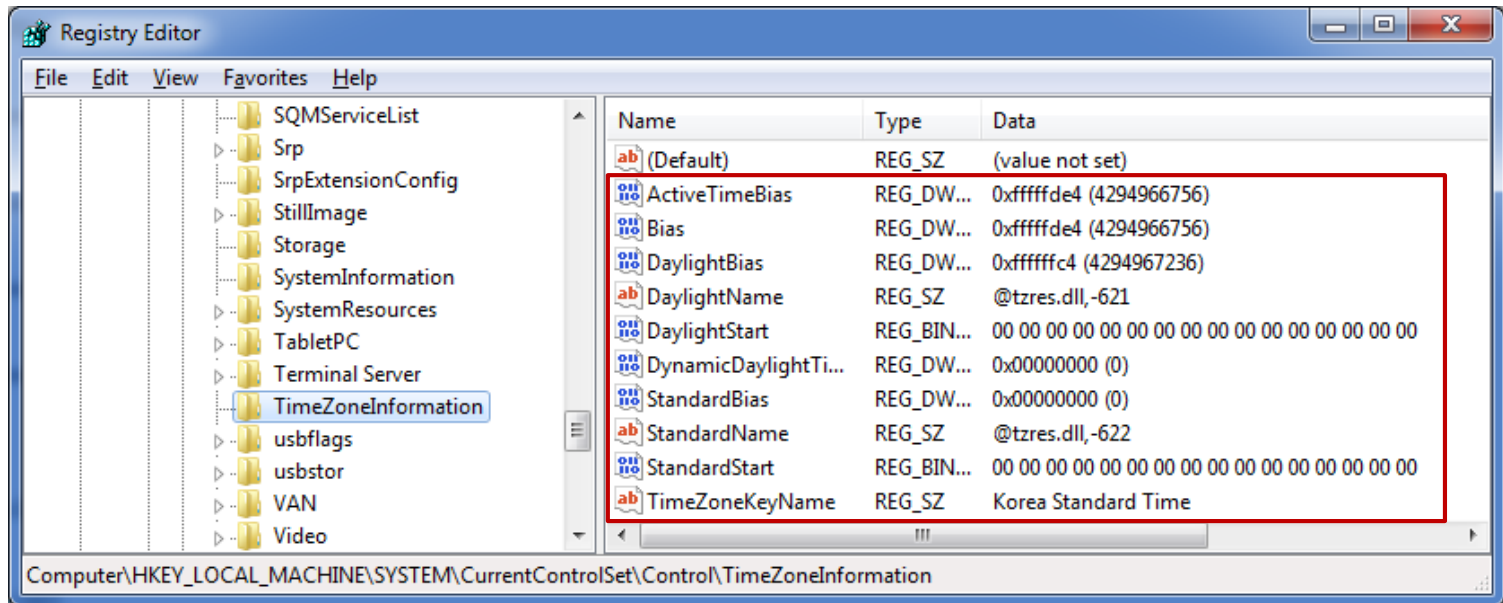 Registry Editor
File Edit View Favorites Help
SQMServiceList
Srp
SrpExtensionConfig
StillImage
Storage
SystemInformation
SystemResources
TabletPC
Terminal Server
TimeZoneInformation
usbflags
usbstor
VAN
Video
Name Type Data
(Default) REG_SZ (value not set)
ActiveTimeBias REG_DW... 0xfffffde4 (4294966756)
Bias REG_DW... 0xfffffde4 (4294966756)
DaylightBias REG_DW... 0xffffffc4 (4294967236)
DaylightName REG_SZ @tzres.dll,-621
DaylightStart REG_BIN... 00 00 00 00 00 00 00 00 00 00 00 00 00 00 00 00
DynamicDaylightTi... REG_DW... 0x00000000 (0)
StandardBias REG_DW... 0x00000000 (0)
StandardName REG_SZ @tzres.dll,-622
StandardStart REG_BIN... 00 00 00 00 00 00 00 00 00 00 00 00 00 00 00 00
TimeZoneKeyName REG_SZ Korea Standard Time
Computer\HKEY_LOCAL_MACHINE\SYSTEM\CurrentControlSet\Control\TimeZoneInformation